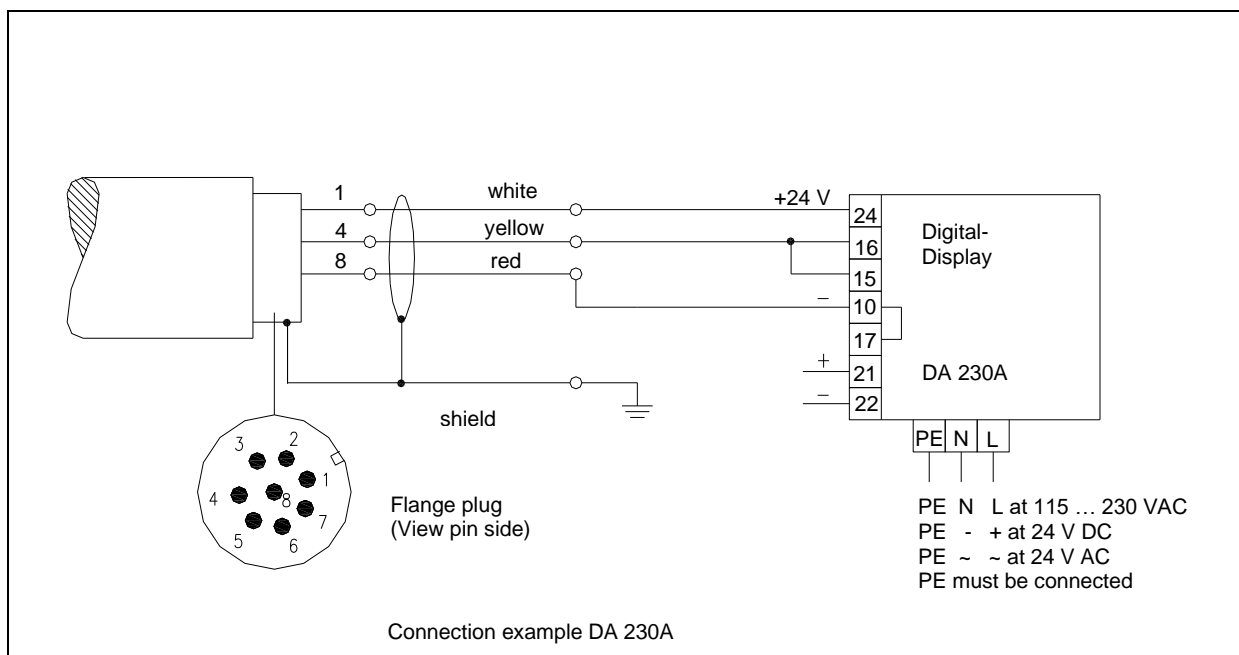 1 white +24 V 24
4 yellow 16
8 red 15
Digital-
Display
– 10
17
+ 21
– 22
DA 230A
shield
PE N L
3 2
1
4 8
7
5 6
Flange plug
(View pin side)
PE N L at 115 … 230 VAC
PE - + at 24 V DC
PE ~ ~ at 24 V AC
PE must be connected
Connection example DA 230A